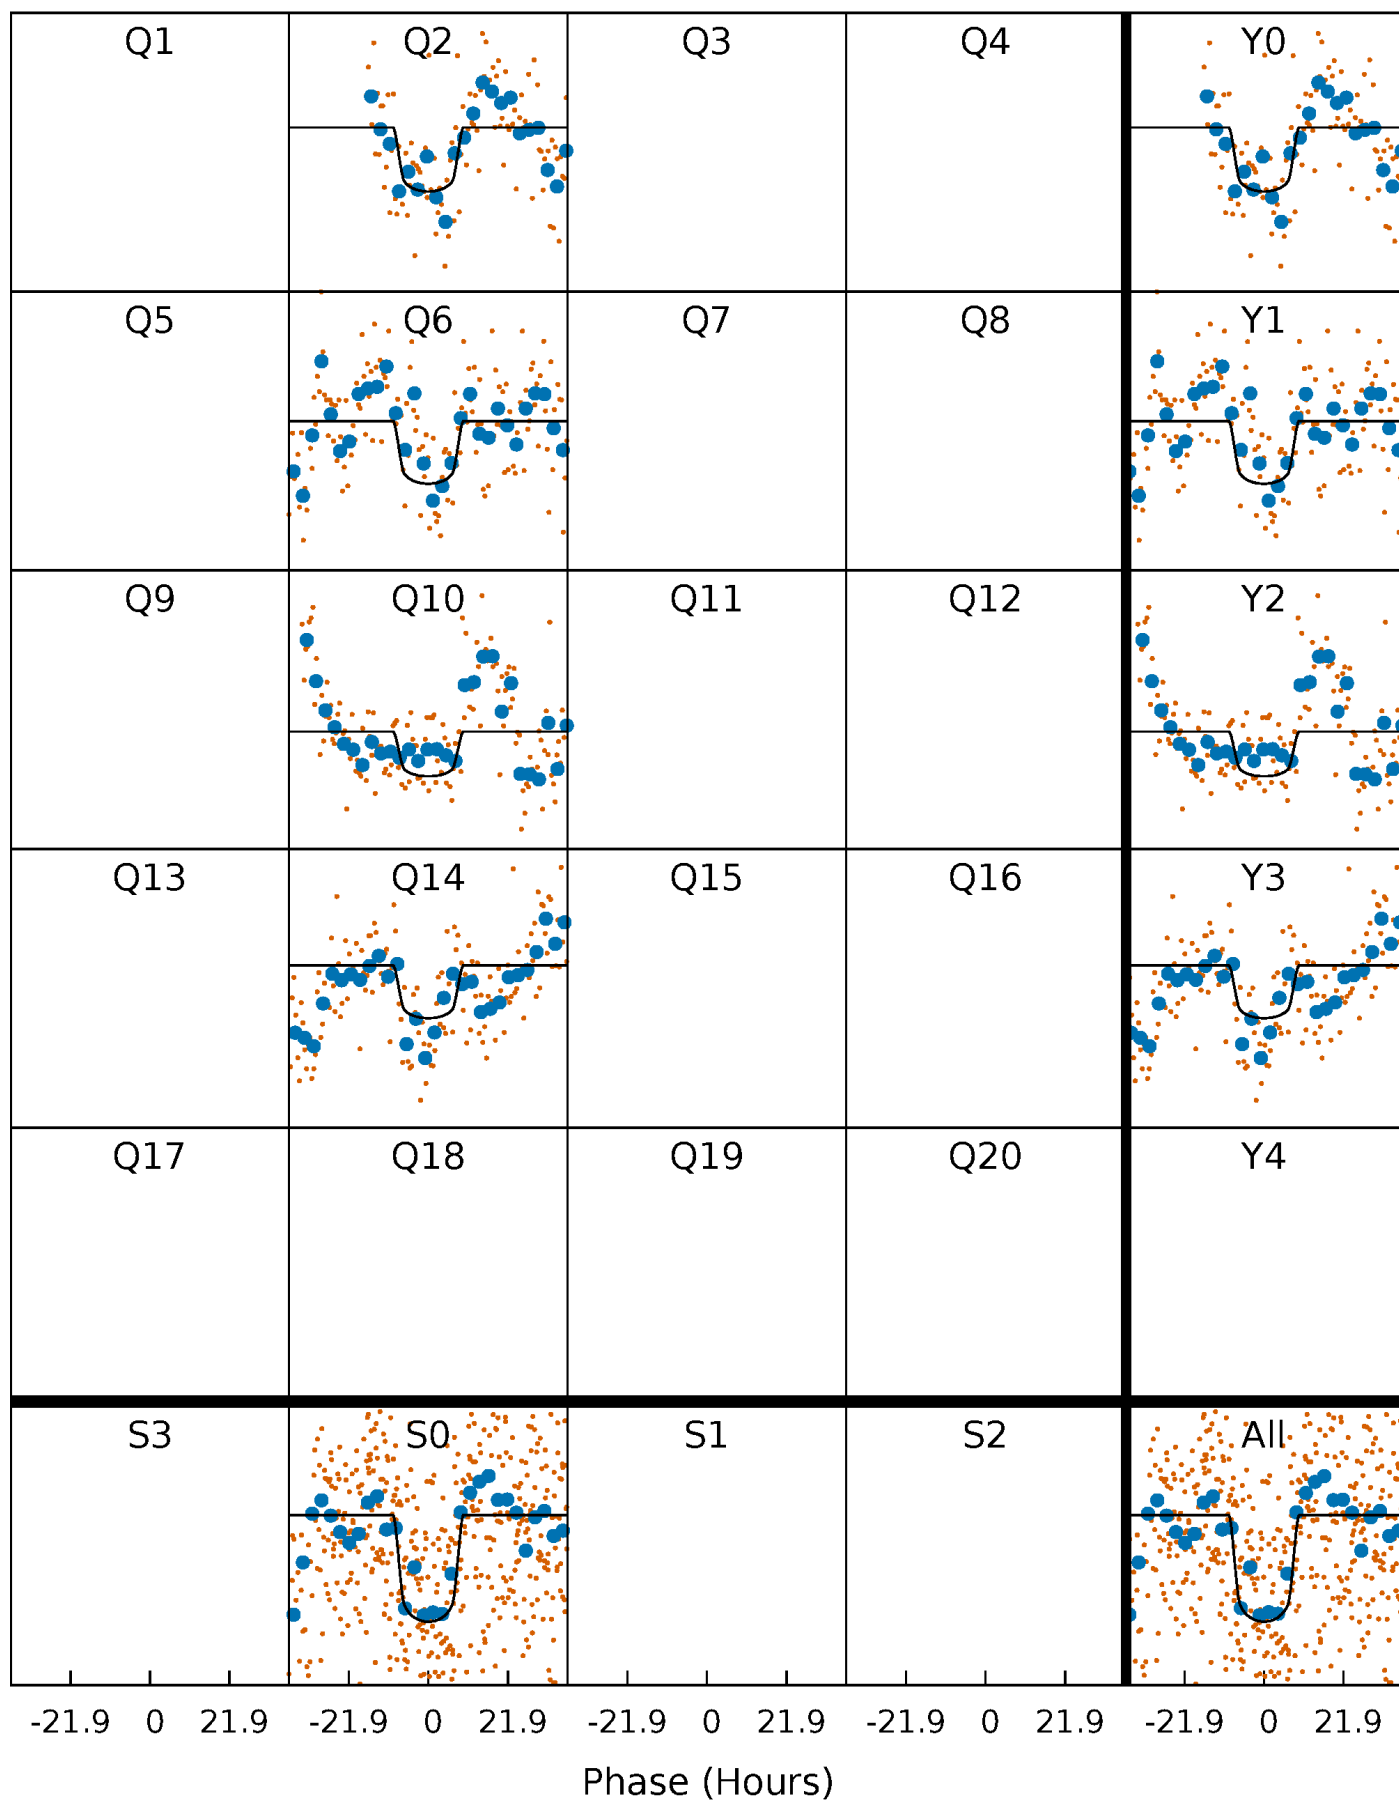 Q1 Q2 Q3 Q4 Y0
Q5 Q6 Q7 Q8 Y1
Q9 Q10 Q11 Q12 Y2
Q13 Q14 Q15 Q16 Y3
Q17 Q18 Q19 Q20 Y4
S3 S0 S1 S2 All
-21.9 0 21.9 -21.9 0 21.9 -21.9 0 21.9 -21.9 0 21.9 -21.9 0 21.9
Phase (Hours)